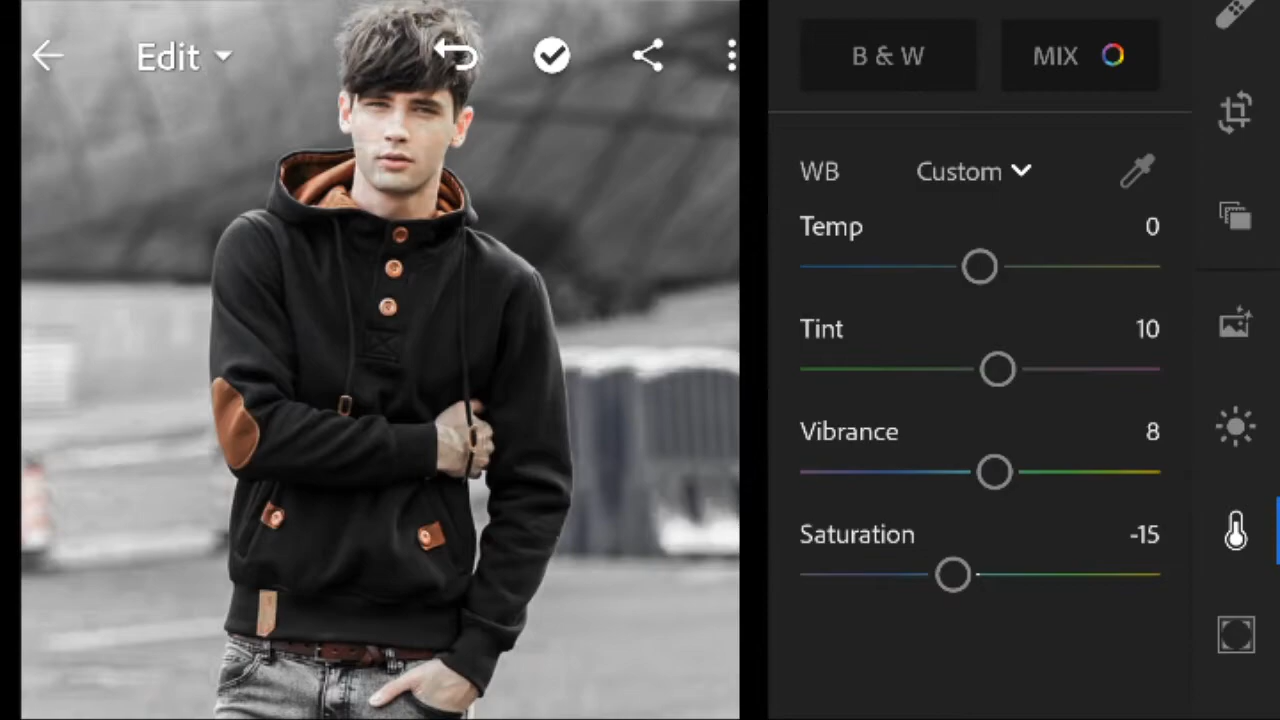 Edit
B & W
MIX
WB
Custom
Temp
0
Tint
10
Vibrance
8
Saturation
-15